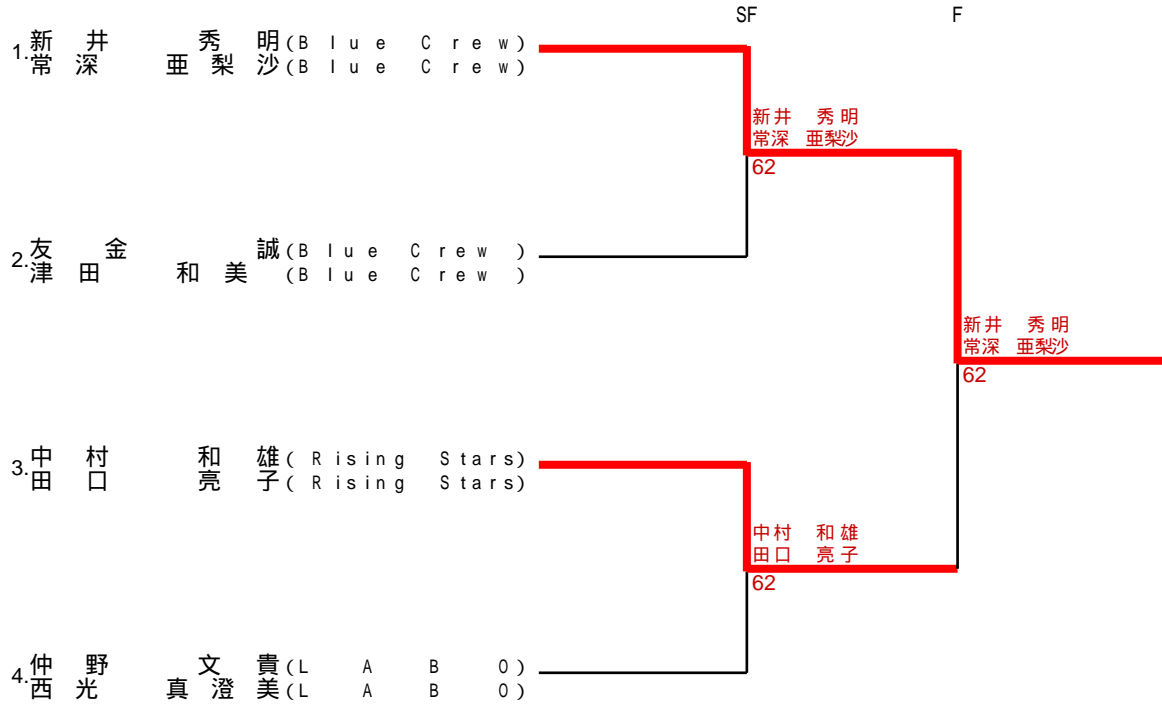 SF F
1. 新井 秀明(Blue Crew)
常深 亜梨沙(Blue Crew)
新井 秀明
常深 亜梨沙
62
2. 友金 誠(Blue Crew)
津田 和美(Blue Crew)
新井 秀明
常深 亜梨沙
62
3. 中村 和雄(Rising Stars)
田口 亮子(Rising Stars)
中村 和雄
田口 亮子
62
4. 仲野 文貴(LABO)
西光 真澄美(LABO)